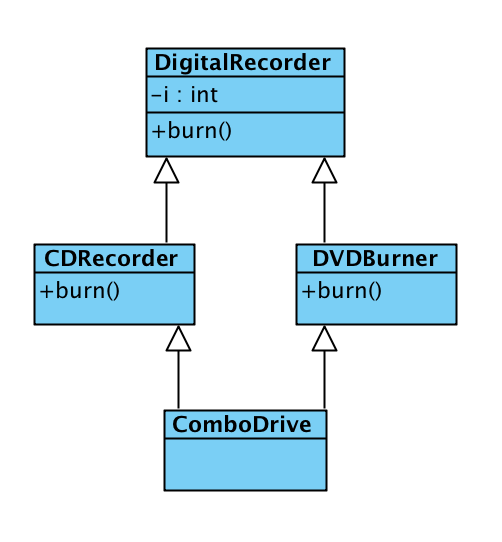 DigitalRecorder
-i : int
+burn()
CDRecorder
+burn()
DVDBurner
+burn()
ComboDrive